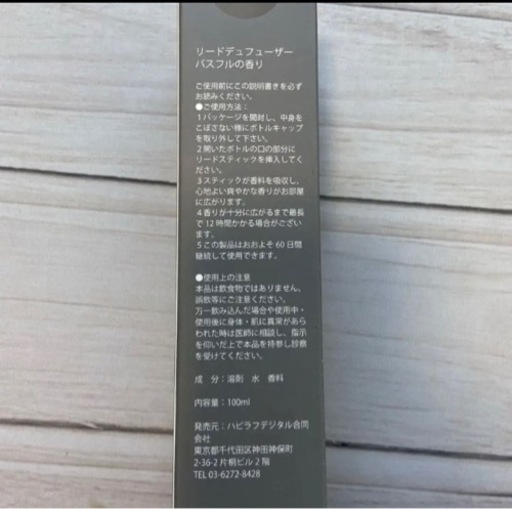 リードデュフューザー
バスフルの香り
ご使用前にこの説明書きを必ず
お読みください。
●ご使用方法：
1パッケージを開封し、中身を
こぼさない様にボトルキャップ
を取り外して下さい。
2開いたボトルの口の部分に
リードスティックを挿入してく
ださい。
3スティックが香料を吸収し、
心地よい爽やかな香りがお部屋
に広がります。
4香りが十分に広がるまで最長
で12時間かかる場合がござい
ます。
5この製品はおおよそ60日間
継続して使用できます。
●使用上の注意
本品は飲食物ではありません、
誤飲等にご注意ください。
万一飲み込んだ場合や使用中・
使用後に身体・肌に異常があら
われた時は医師に相談し、指示
を仰いだ上で本品を持参し診察
を受けてください。
成　分：溶剤　水　香料
内容量：100ml
発売元：ハピラフデジタル合同
会社
東京都千代田区神田神保町
2-36-2片桐ビル2階
TEL 03-6272-8428